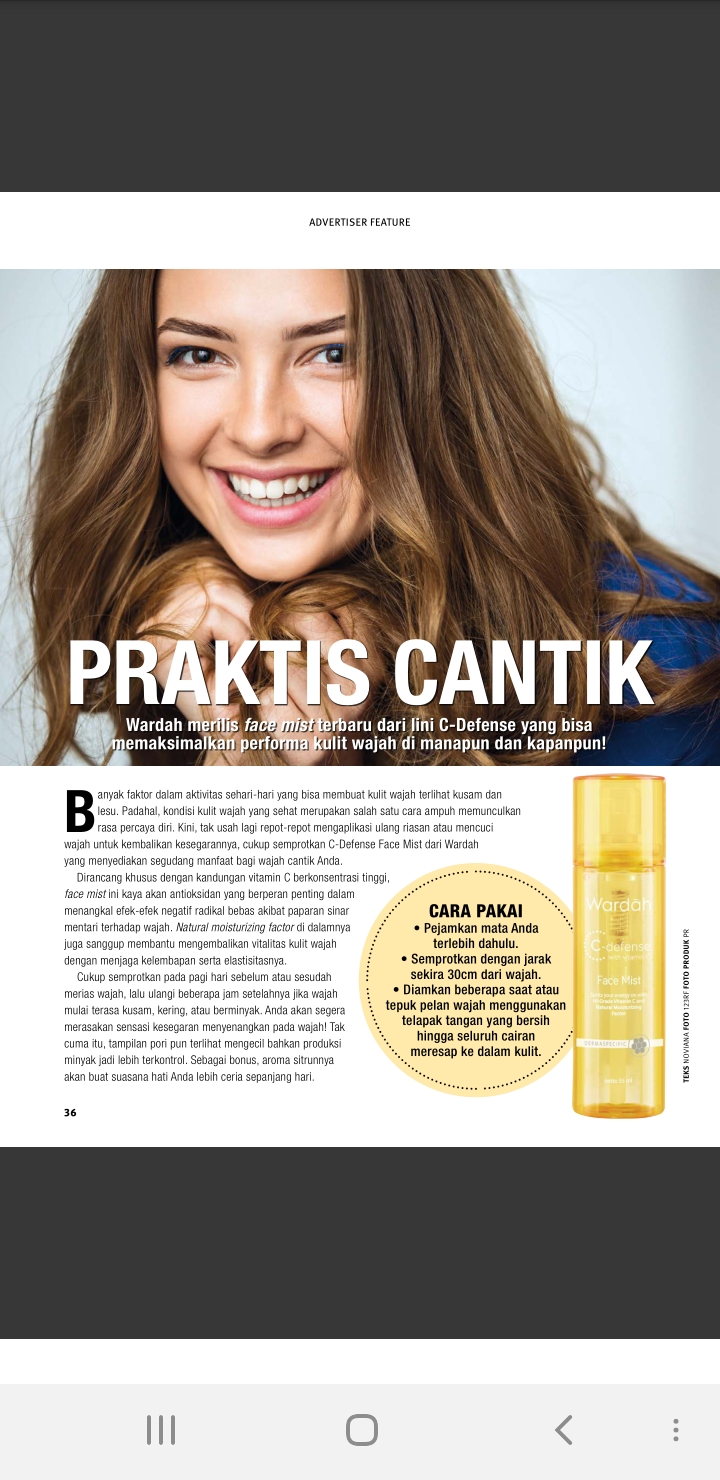 ADVERTISER FEATURE
PRAKTIS CANTIK
Wardah merilis face mist terbaru dari lini C-Defense yang bisa
memaksimalkan performa kulit wajah di manapun dan kapanpun!
Banyak faktor dalam aktivitas sehari-hari yang bisa membuat kulit wajah terlihat kusam dan
lesu. Padahal, kondisi kulit wajah yang sehat merupakan salah satu cara ampuh memunculkan
rasa percaya diri. Kini, tak usah lagi repot-repot mengaplikasi ulang riasan atau mencuci
wajah untuk kembalikan kesegarannya, cukup semprotkan C-Defense Face Mist dari Wardah
yang menyediakan segudang manfaat bagi wajah cantik Anda.
Dirancang khusus dengan kandungan vitamin C berkonsentrasi tinggi,
face mist ini kaya akan antioksidan yang berperan penting dalam
menangkal efek-efek negatif radikal bebas akibat paparan sinar
mentari terhadap wajah. Natural moisturizing factor di dalamnya
juga sanggup membantu mengembalikan vitalitas kulit wajah
dengan menjaga kelembapan serta elastisitasnya.
Cukup semprotkan pada pagi hari sebelum atau sesudah
merias wajah, lalu ulangi beberapa jam setelahnya jika wajah
mulai terasa kusam, kering, atau berminyak. Anda akan segera
merasakan sensasi kesegaran menyenangkan pada wajah! Tak
cuma itu, tampilan pori pun terlihat mengecil bahkan produksi
minyak jadi lebih terkontrol. Sebagai bonus, aroma sitrunnya
akan buat suasana hati Anda lebih ceria sepanjang hari.
CARA PAKAI
• Pejamkan mata Anda
terlebih dahulu.
• Semprotkan dengan jarak
sekira 30cm dari wajah.
• Diamkan beberapa saat atau
tepuk pelan wajah menggunakan
telapak tangan yang bersih
hingga seluruh cairan
meresap ke dalam kulit.
Wardah
C-defense
with vitamin C
Face Mist
DERMASPECIFIC
TEKS NOVIANA FOTO 123RF FOTO PRODUK PR
36